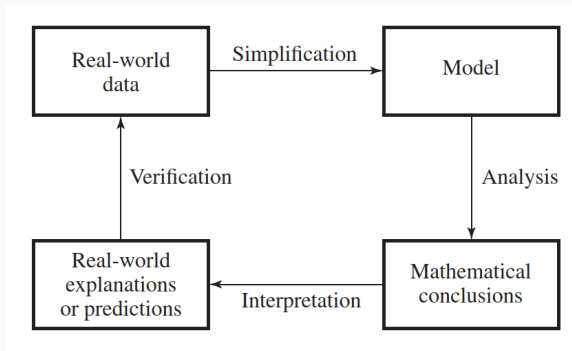 Real-world
data
Simplification
Model
Verification
Analysis
Real-world
explanations
or predictions
Interpretation
Mathematical
conclusions